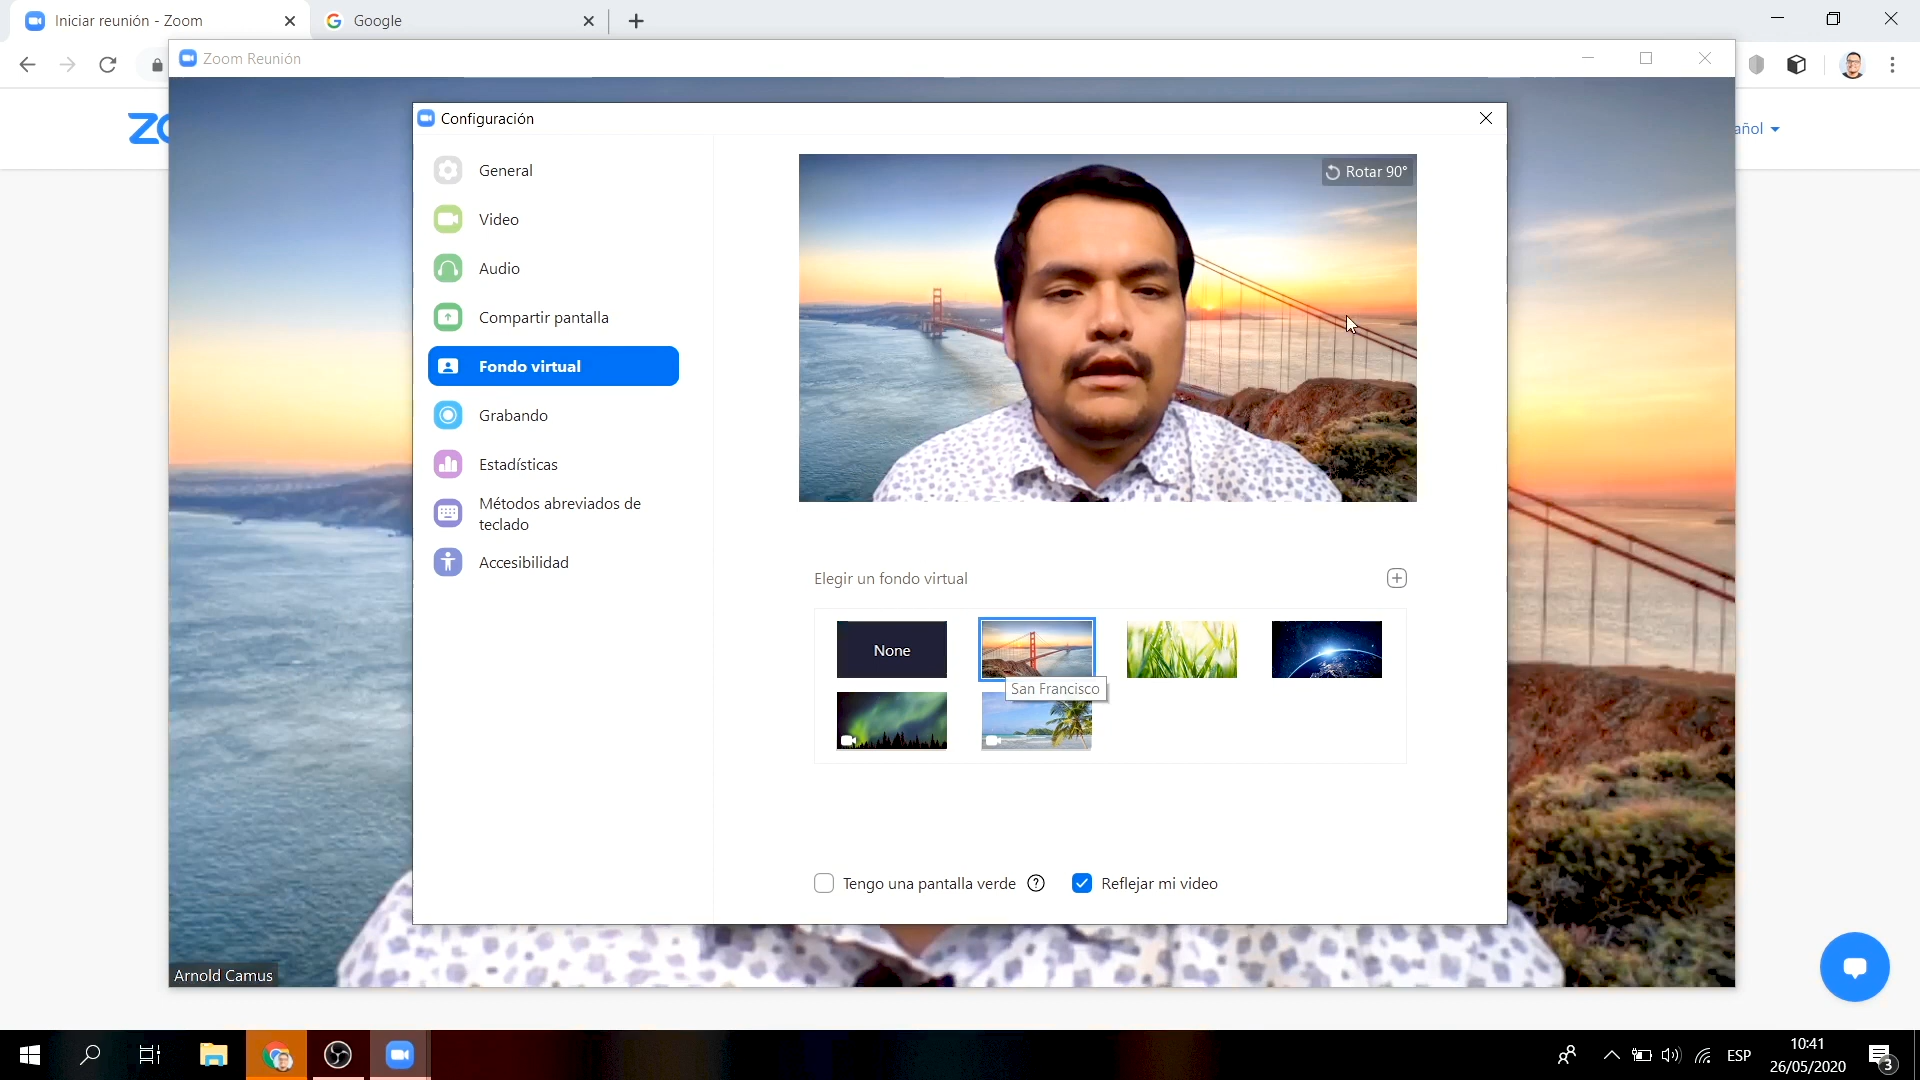 Iniciar reunión - Zoom
Google
Zoom Reunión
Configuración
General
Video
Audio
Compartir pantalla
Fondo virtual
Grabando
Estadísticas
Métodos abreviados de
teclado
Accesibilidad
Rotar 90°
Elegir un fondo virtual
None
San Francisco
Tengo una pantalla verde
Reflejar mi video
Arnold Camus
ESP
10:41
26/05/2020
3